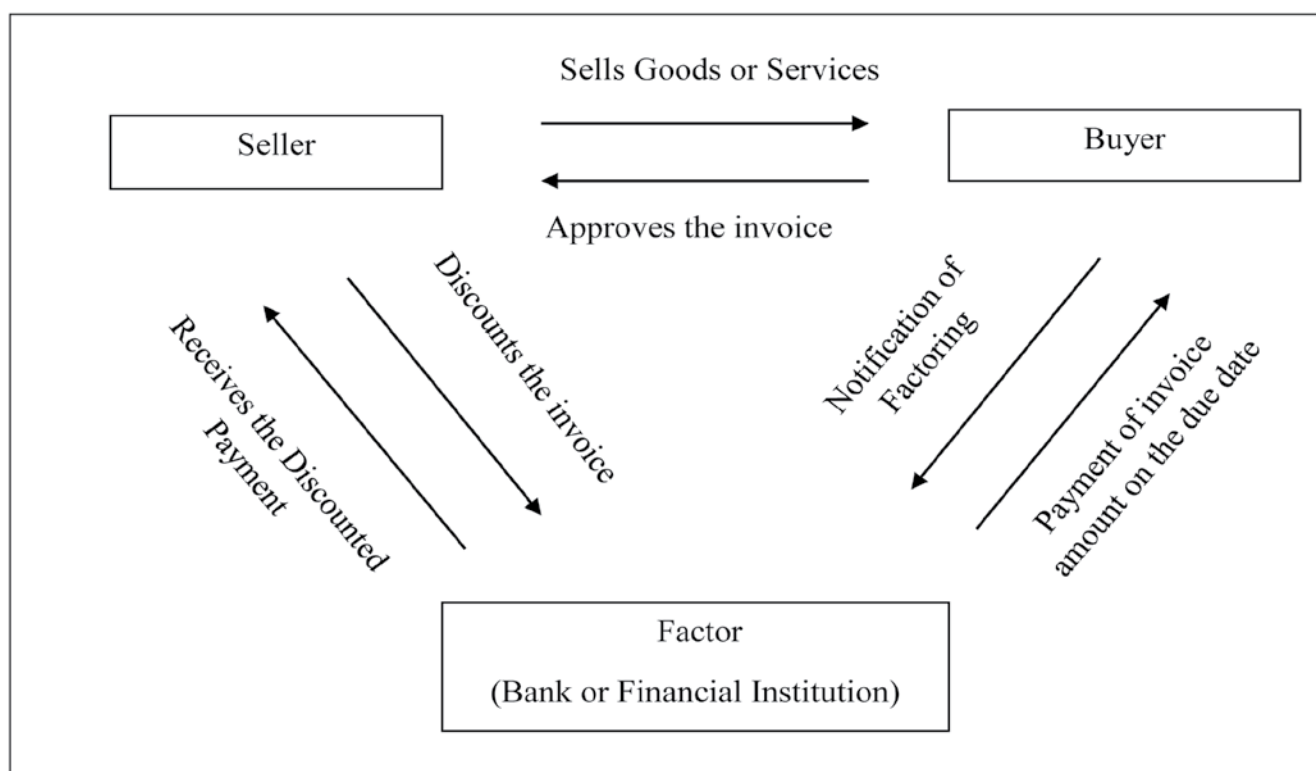 Sells Goods or Services
Seller
Buyer
Approves the invoice
Discounts the invoice
Receives the Discounted
Payment
Notification of
Factoring
Payment of invoice
amount on the due date
Factor
(Bank or Financial Institution)